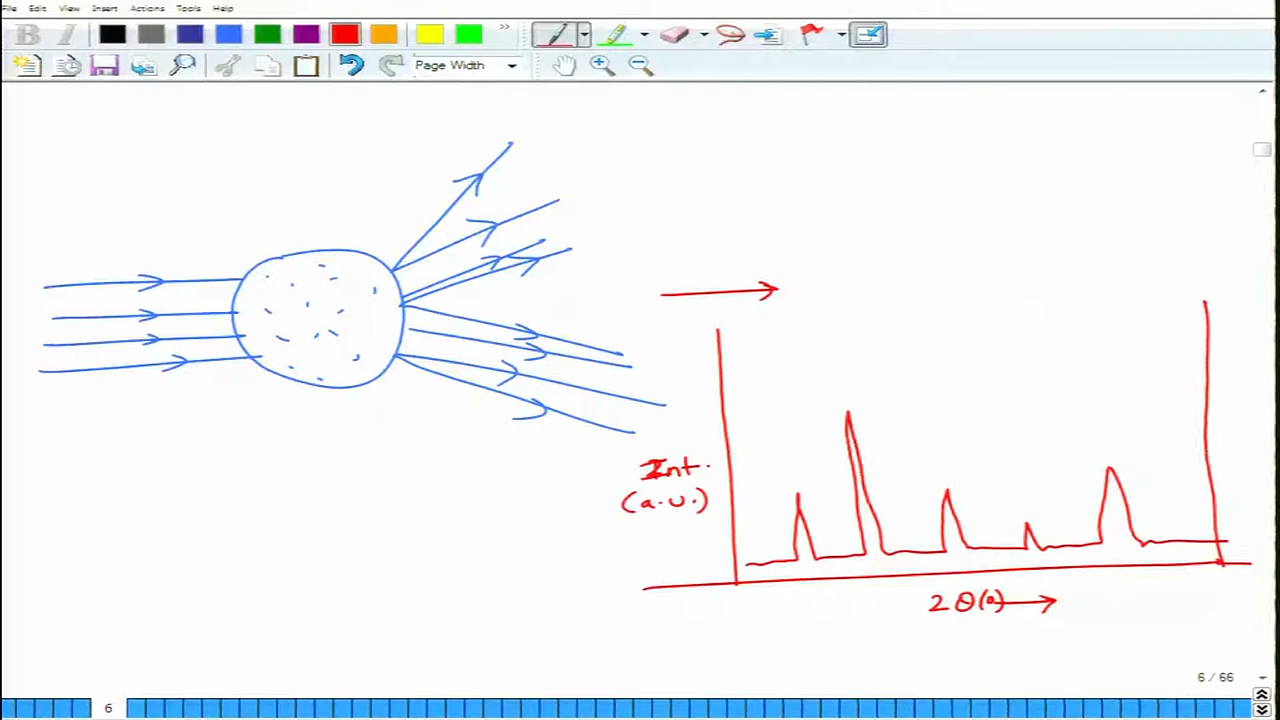 File Edit View Insert Actions Tools Help
B I
Page Width
Int.
(a.u.)
2θ(°)
6 / 66
6